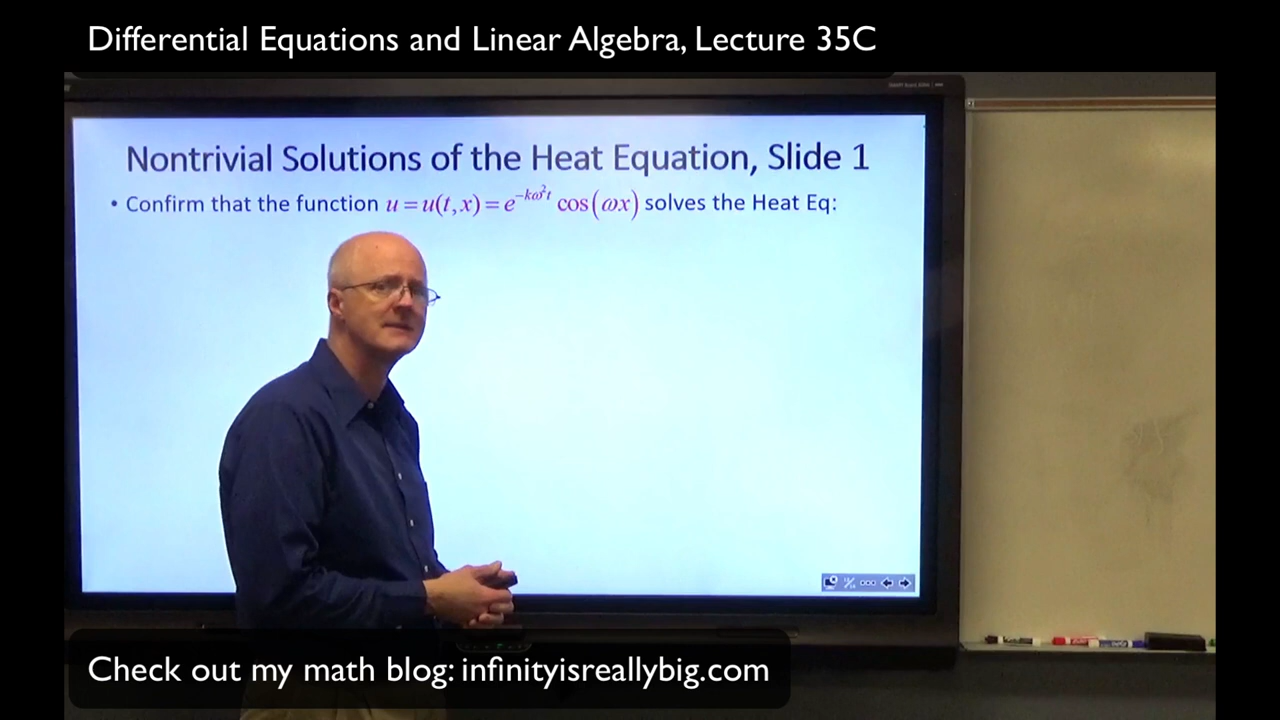 Differential Equations and Linear Algebra, Lecture 35C
Nontrivial Solutions of the Heat Equation, Slide 1
• Confirm that the function u = u(t, x) = e^{-kω²t} cos(ωx) solves the Heat Eq:
Check out my math blog: infinityisreallybig.com